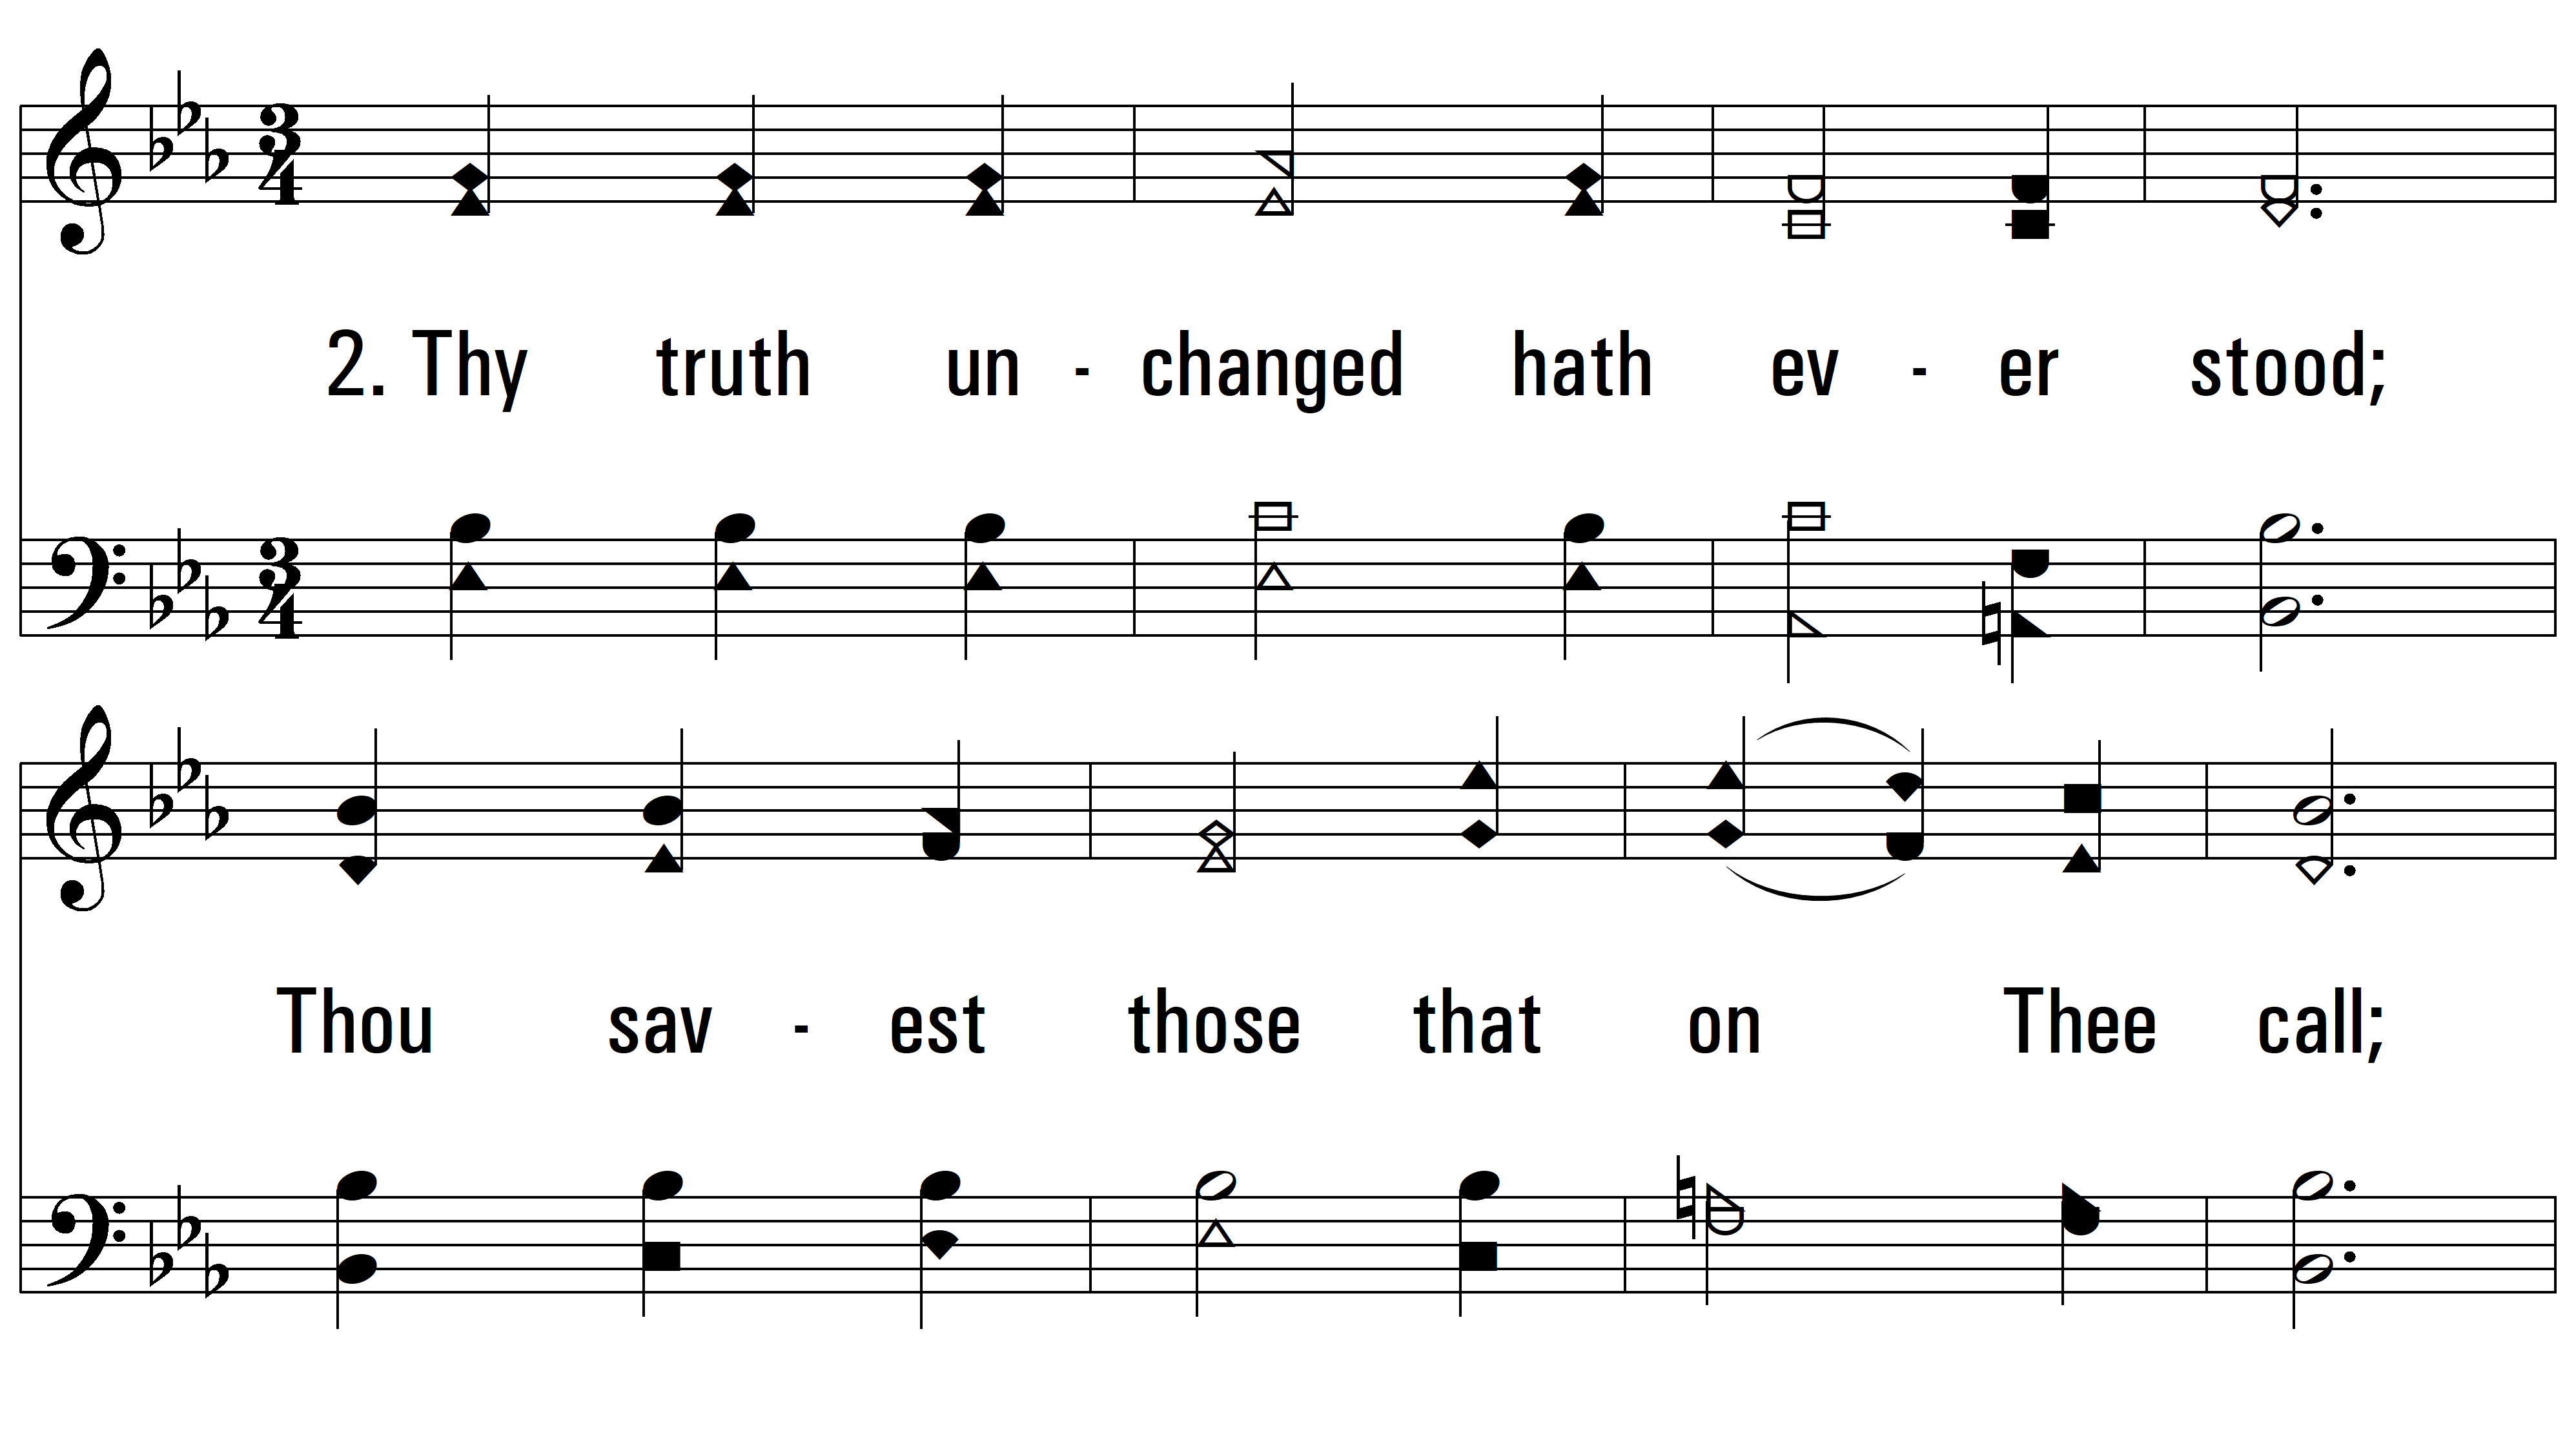 2. Thy truth un - changed hath ev - er stood;
Thou sav - est those that on Thee call;